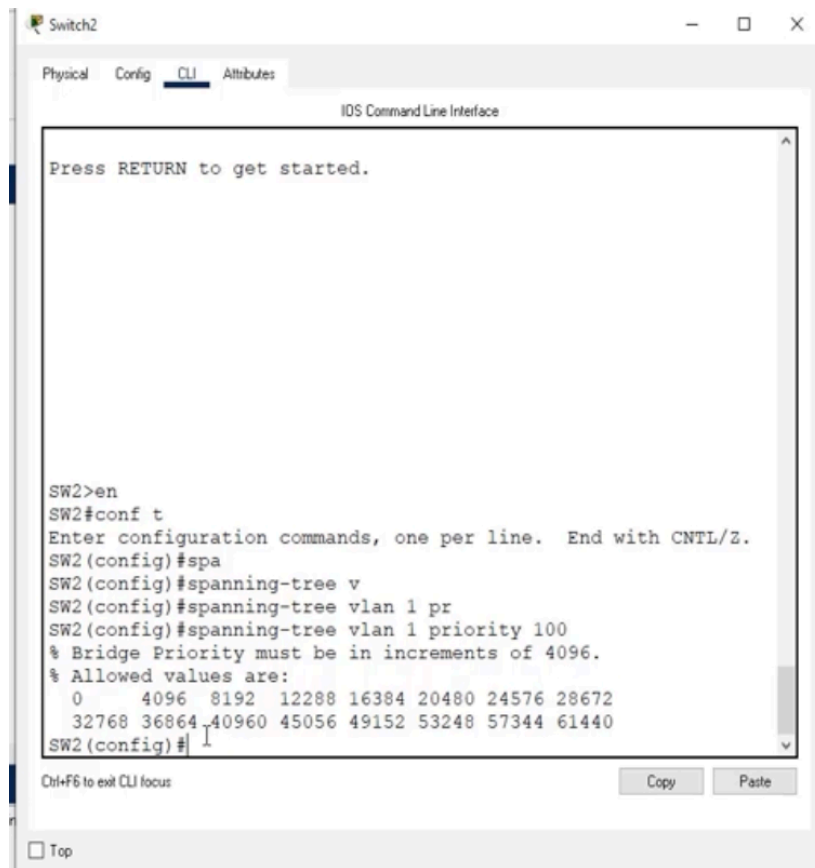 Switch2
Physical Config CLI Attributes
IOS Command Line Interface
Press RETURN to get started.
SW2>en
SW2#conf t
Enter configuration commands, one per line.  End with CNTL/Z.
SW2(config)#spa
SW2(config)#spanning-tree v
SW2(config)#spanning-tree vlan 1 pr
SW2(config)#spanning-tree vlan 1 priority 100
% Bridge Priority must be in increments of 4096.
% Allowed values are:
  0     4096  8192  12288 16384 20480 24576 28672
  32768 36864 40960 45056 49152 53248 57344 61440
SW2(config)#
Ctrl+F6 to exit CLI focus Copy Paste
Top